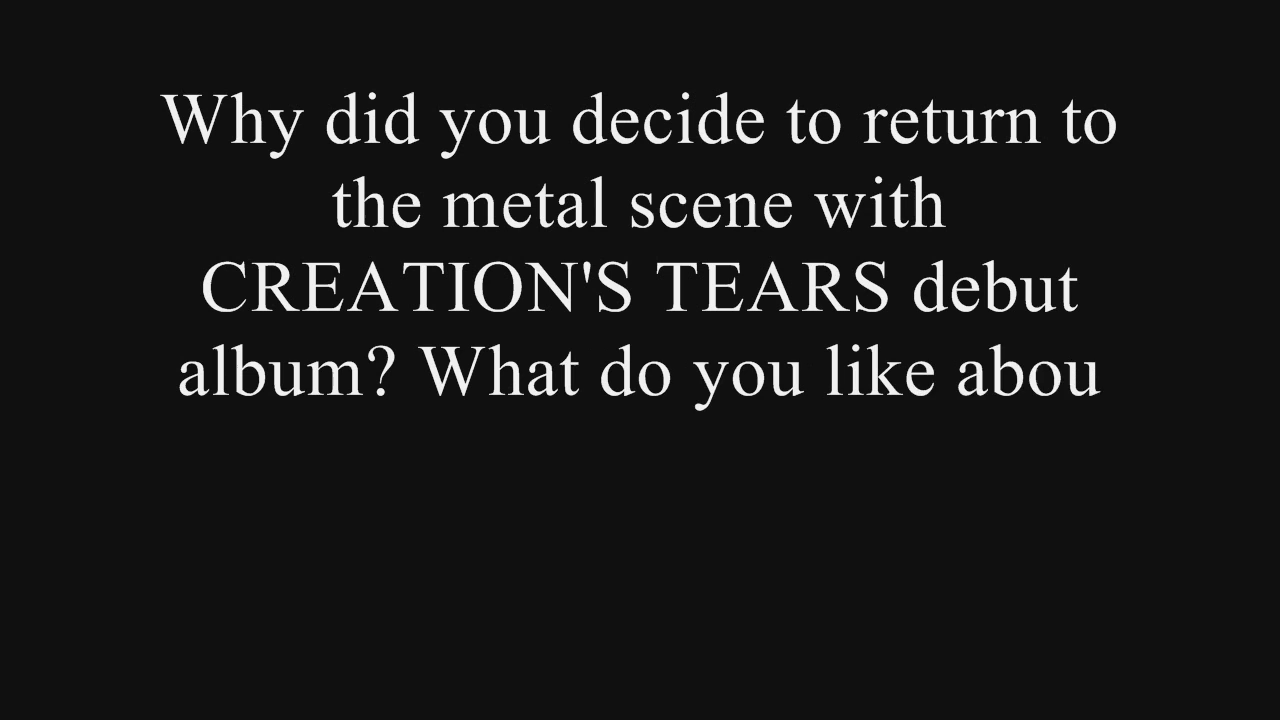 Why did you decide to return to
the metal scene with
CREATION'S TEARS debut
album? What do you like abou